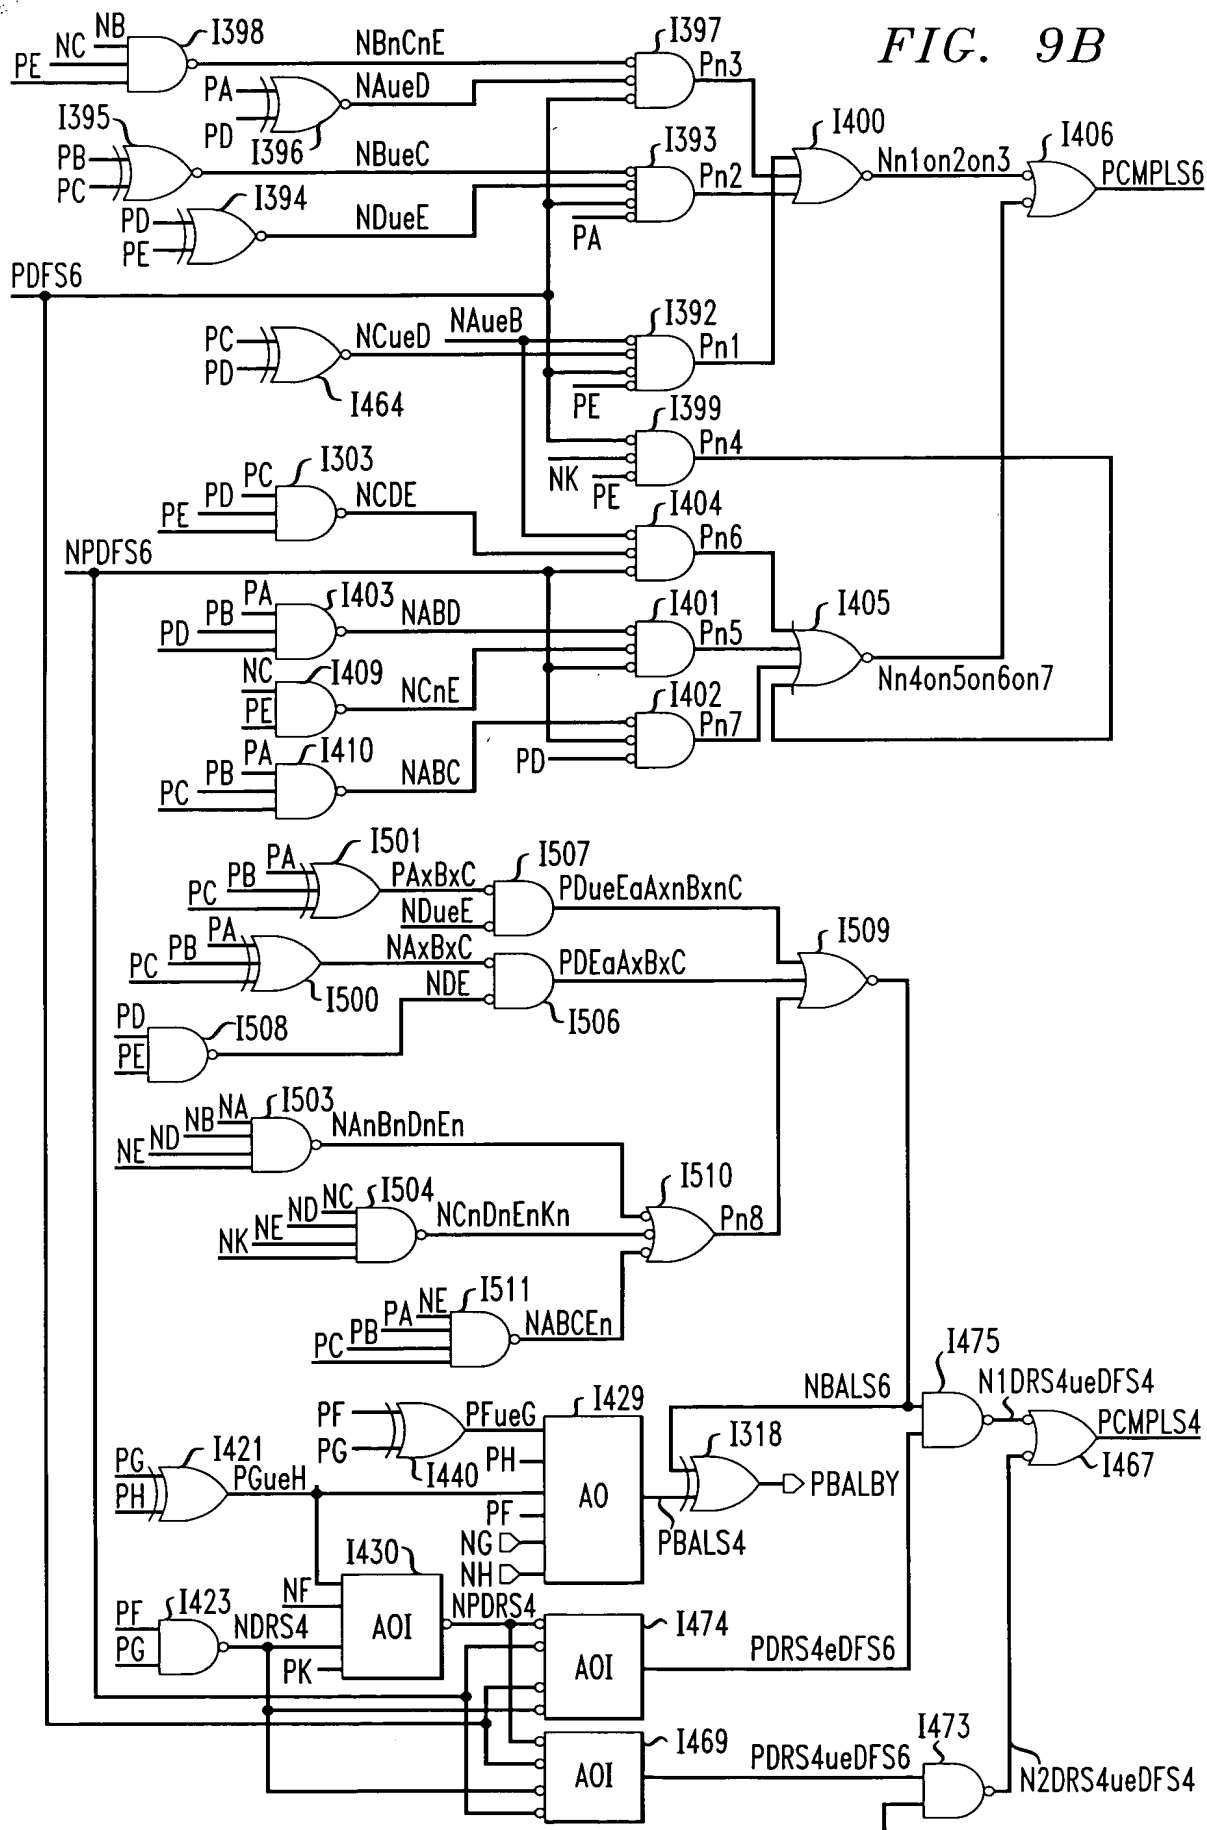 FIG. 9B
NB
NC
PE
I398
NBnCnE
I397
Pn3
PA
PD
I396
NAueD
I395
PB
PC
NBueC
I393
Pn2
I400
Nn1on2on3
I406
PCMPLS6
I394
PD
PE
NDueE
PA
PDFS6
PC
PD
NCueD
I464
NAueB
I392
Pn1
PE
I399
Pn4
NK
PE
I303
PC
PD
PE
NCDE
I404
Pn6
NPDFS6
I403
PA
PB
PD
NABD
I401
Pn5
I405
Nn4on5on6on7
NC
PE
I409
NCnE
I402
Pn7
PD
I410
PA
PB
PC
NABC
I501
PA
PB
PC
PAxBxC
I507
NDueE
PDueEaAxnBxnC
PA
PB
PC
I500
NAxBxC
NDE
I506
PDEaAxBxC
I509
PD
PE
I508
I503
NA
NB
ND
NE
NAnBnDnEn
I504
NC
ND
NE
NK
NCnDnEnKn
I510
Pn8
I511
NE
PA
PB
PC
NABCEn
NBALS6
I475
N1DRS4ueDFS4
PCMPLS4
I467
PF
PG
I440
PFueG
I429
AO
PH
PF
NG
NH
I318
PBALBY
PBALS4
PG
PH
I421
PGueH
I430
AOI
NF
PK
NPDRS4
PF
PG
I423
NDRS4
I474
AOI
PDRS4eDFS6
I469
AOI
PDRS4ueDFS6
I473
N2DRS4ueDFS4